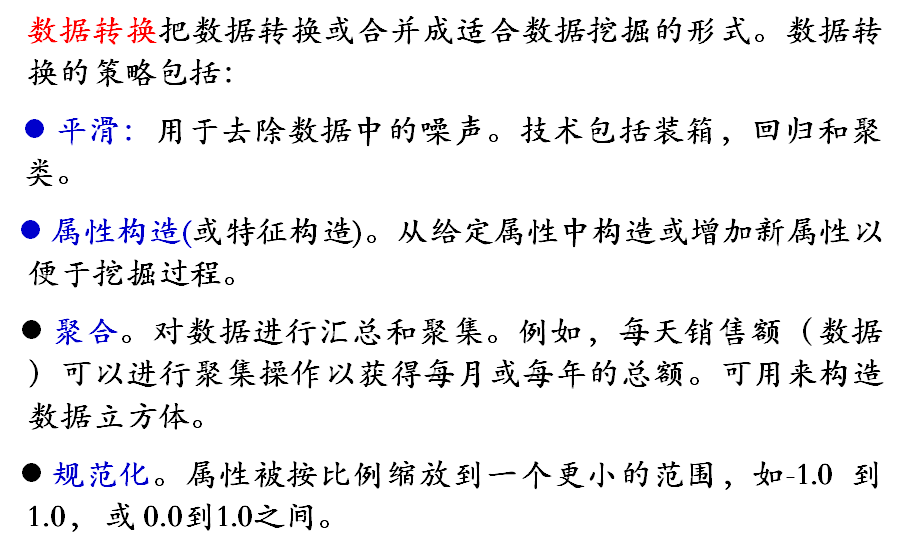 数据转换把数据转换或合并成适合数据挖掘的形式。数据转
换的策略包括：
● 平滑：用于去除数据中的噪声。技术包括装箱，回归和聚
类。
● 属性构造(或特征构造)。从给定属性中构造或增加新属性以
便于挖掘过程。
● 聚合。对数据进行汇总和聚集。例如，每天销售额（数据
）可以进行聚集操作以获得每月或每年的总额。可用来构造
数据立方体。
● 规范化。属性被按比例缩放到一个更小的范围，如-1.0 到
1.0，或 0.0到1.0之间。